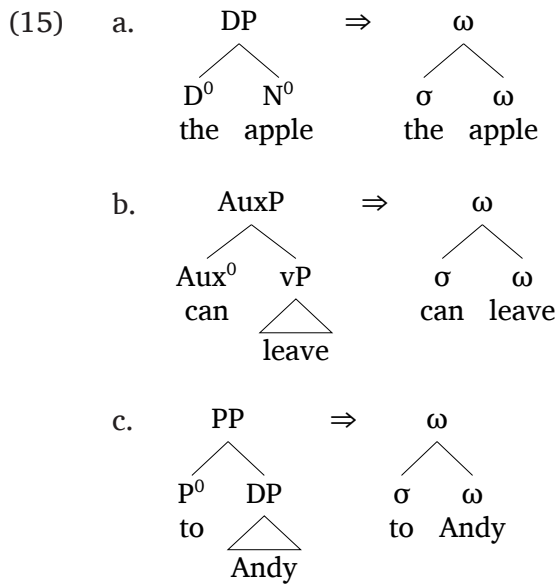 (15) a. DP ⇒ ω
D⁰ N⁰ σ ω
the apple the apple
b. AuxP ⇒ ω
Aux⁰ vP σ ω
can can leave
leave
c. PP ⇒ ω
P⁰ DP σ ω
to to Andy
Andy